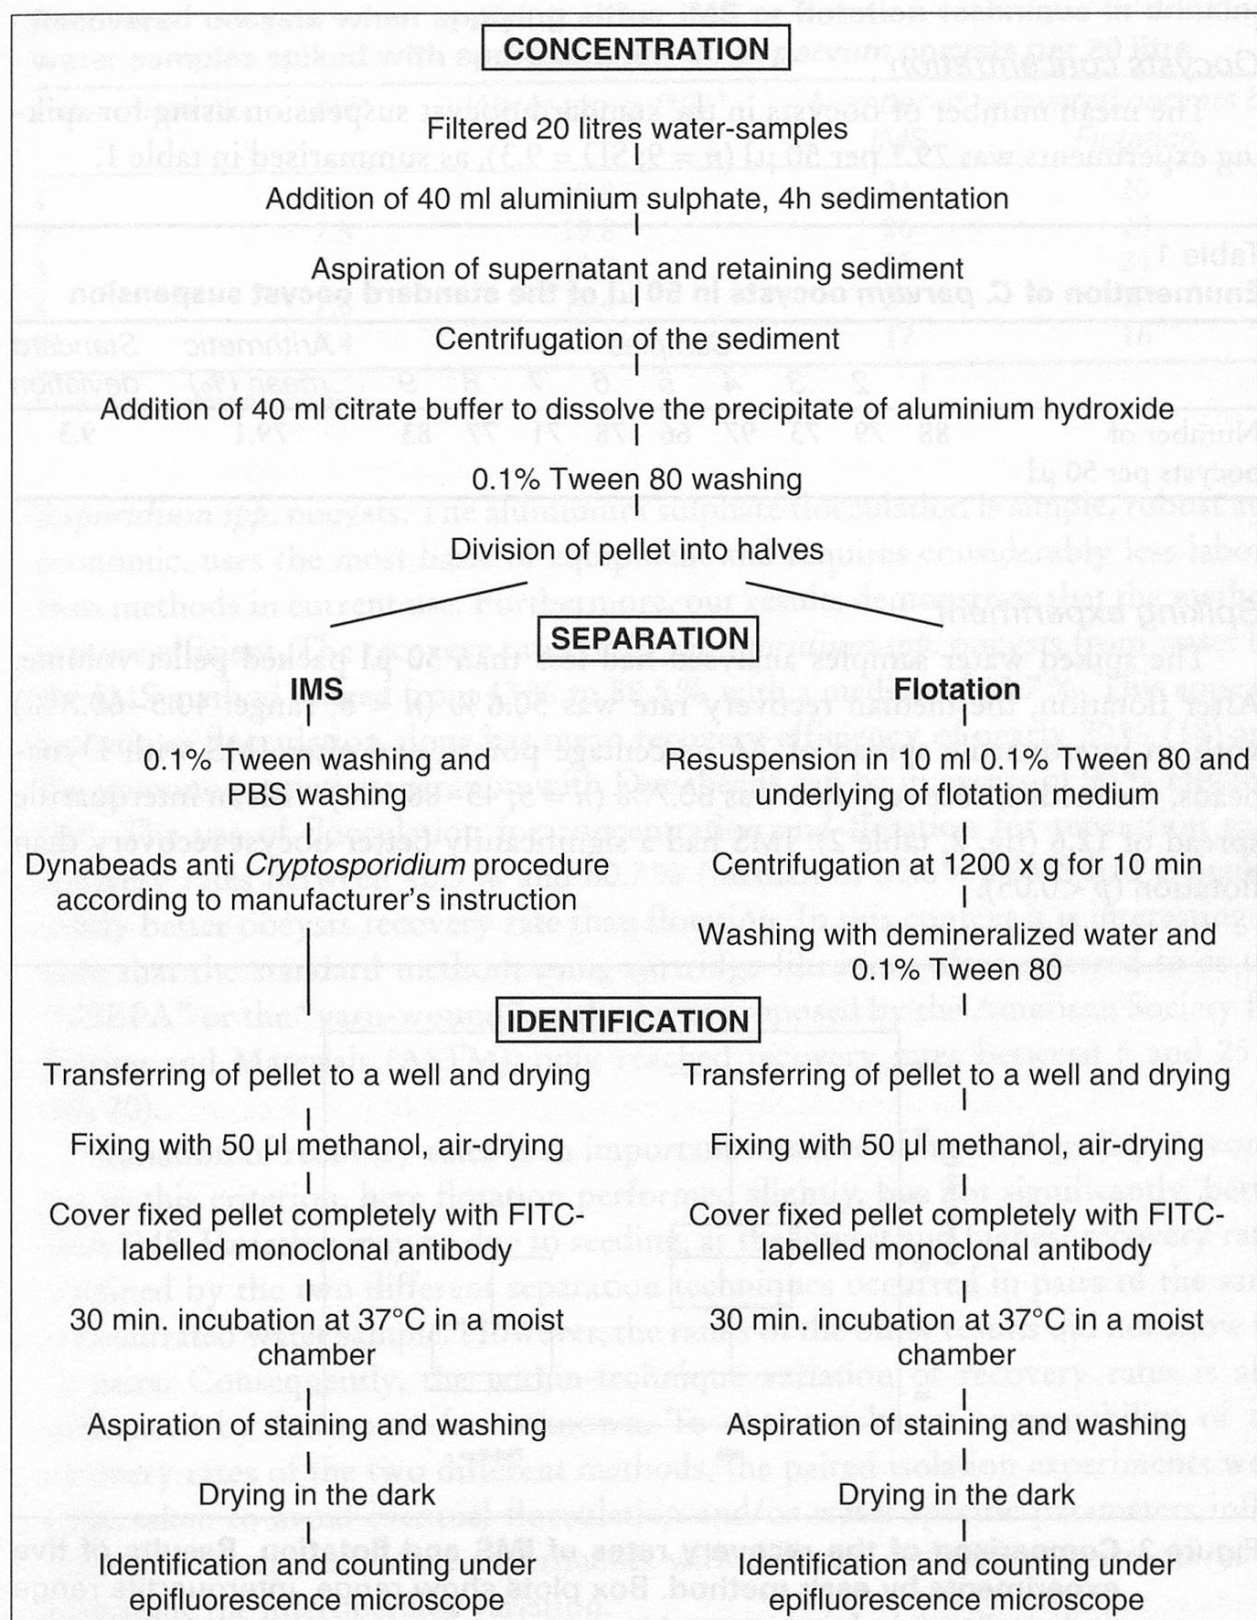 CONCENTRATION
Filtered 20 litres water-samples
Addition of 40 ml aluminium sulphate, 4h sedimentation
Aspiration of supernatant and retaining sediment
Centrifugation of the sediment
Addition of 40 ml citrate buffer to dissolve the precipitate of aluminium hydroxide
0.1% Tween 80 washing
Division of pellet into halves
SEPARATION
IMS
0.1% Tween washing and
PBS washing
Dynabeads anti Cryptosporidium procedure
according to manufacturer's instruction
Flotation
Resuspension in 10 ml 0.1% Tween 80 and
underlying of flotation medium
Centrifugation at 1200 x g for 10 min
Washing with demineralized water and
0.1% Tween 80
IDENTIFICATION
Transferring of pellet to a well and drying
Fixing with 50 µl methanol, air-drying
Cover fixed pellet completely with FITC-
labelled monoclonal antibody
30 min. incubation at 37°C in a moist
chamber
Aspiration of staining and washing
Drying in the dark
Identification and counting under
epifluorescence microscope
Transferring of pellet to a well and drying
Fixing with 50 µl methanol, air-drying
Cover fixed pellet completely with FITC-
labelled monoclonal antibody
30 min. incubation at 37°C in a moist
chamber
Aspiration of staining and washing
Drying in the dark
Identification and counting under
epifluorescence microscope